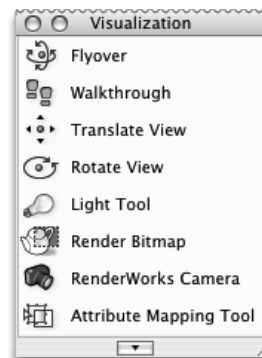 Visualization
Flyover
Walkthrough
Translate View
Rotate View
Light Tool
Render Bitmap
RenderWorks Camera
Attribute Mapping Tool